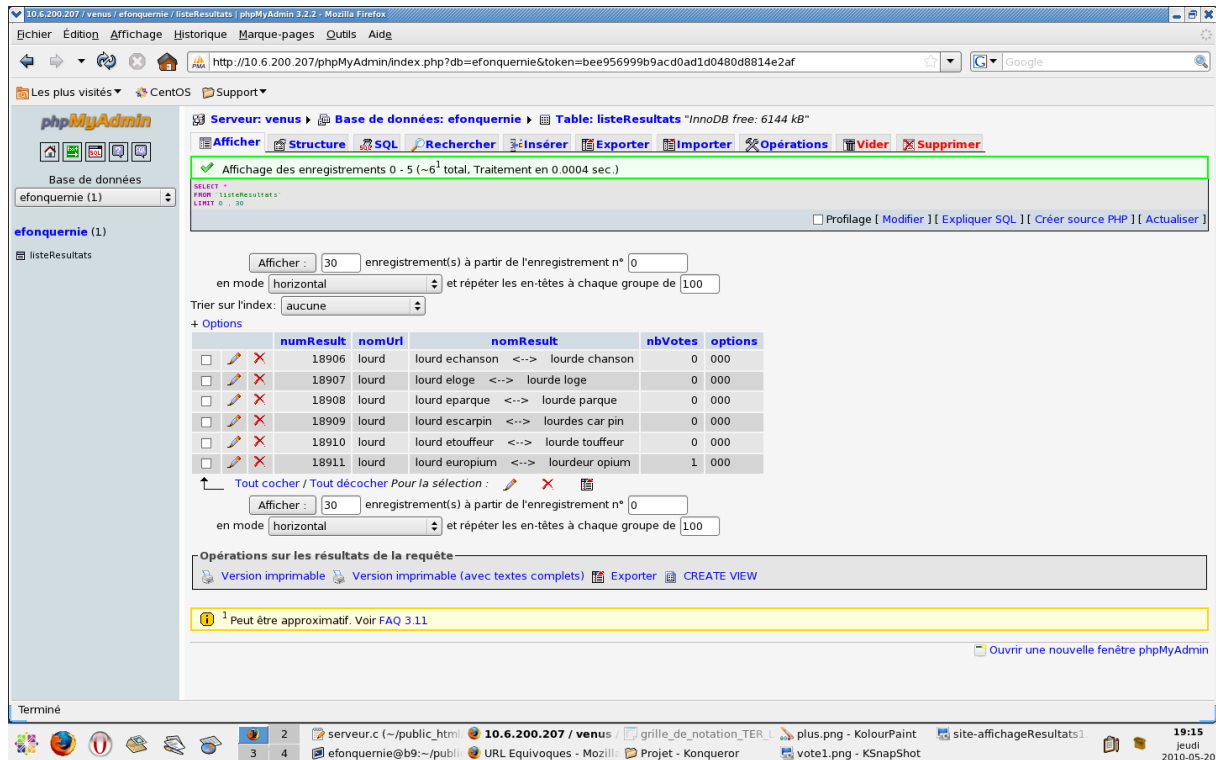 10.6.200.207 / venus / efonquernie / listeResultats | phpMyAdmin 3.2.2 - Mozilla Firefox
Fichier Édition Affichage Historique Marque-pages Outils Aide
http://10.6.200.207/phpMyAdmin/index.php?db=efonquernie&token=bee956999b9acd0ad1d0480d8814e2af
Google
Les plus visités CentOS Support
phpMyAdmin
Base de données
efonquernie (1)
efonquernie (1)
listeResultats
Serveur: venus Base de données: efonquernie Table: listeResultats "InnoDB free: 6144 kB"
Afficher Structure SQL Rechercher Insérer Exporter Importer Opérations Vider Supprimer
Affichage des enregistrements 0 - 5 (~6¹ total, Traitement en 0.0004 sec.)
SELECT *
FROM `listeResultats`
LIMIT 0 , 30
Profilage [ Modifier ] [ Expliquer SQL ] [ Créer source PHP ] [ Actualiser ]
Afficher : 30 enregistrement(s) à partir de l'enregistrement n° 0
en mode horizontal et répéter les en-têtes à chaque groupe de 100
Trier sur l'index: aucune
+ Options
numResult nomUrl nomResult nbVotes options
18906 lourd lourd echanson <--> lourde chanson 0 000
18907 lourd lourd eloge <--> lourde loge 0 000
18908 lourd lourd eparque <--> lourde parque 0 000
18909 lourd lourd escarpin <--> lourdes car pin 0 000
18910 lourd lourd etouffeur <--> lourde touffeur 0 000
18911 lourd lourd europium <--> lourdeur opium 1 000
Tout cocher / Tout décocher Pour la sélection :
Afficher : 30 enregistrement(s) à partir de l'enregistrement n° 0
en mode horizontal et répéter les en-têtes à chaque groupe de 100
Opérations sur les résultats de la requête
Version imprimable Version imprimable (avec textes complets) Exporter CREATE VIEW
¹ Peut être approximatif. Voir FAQ 3.11
Ouvrir une nouvelle fenêtre phpMyAdmin
Terminé
2 serveur.c (~/public_html 10.6.200.207 / venus / grille_de_notation_TER_ plus.png - KolourPaint site-affichageResultats1. 19:15
3 4 efonquernie@b9:~/publi URL Equivoques - Mozilla Projet - Konqueror vote1.png - KSnapShot jeudi
2010-05-20